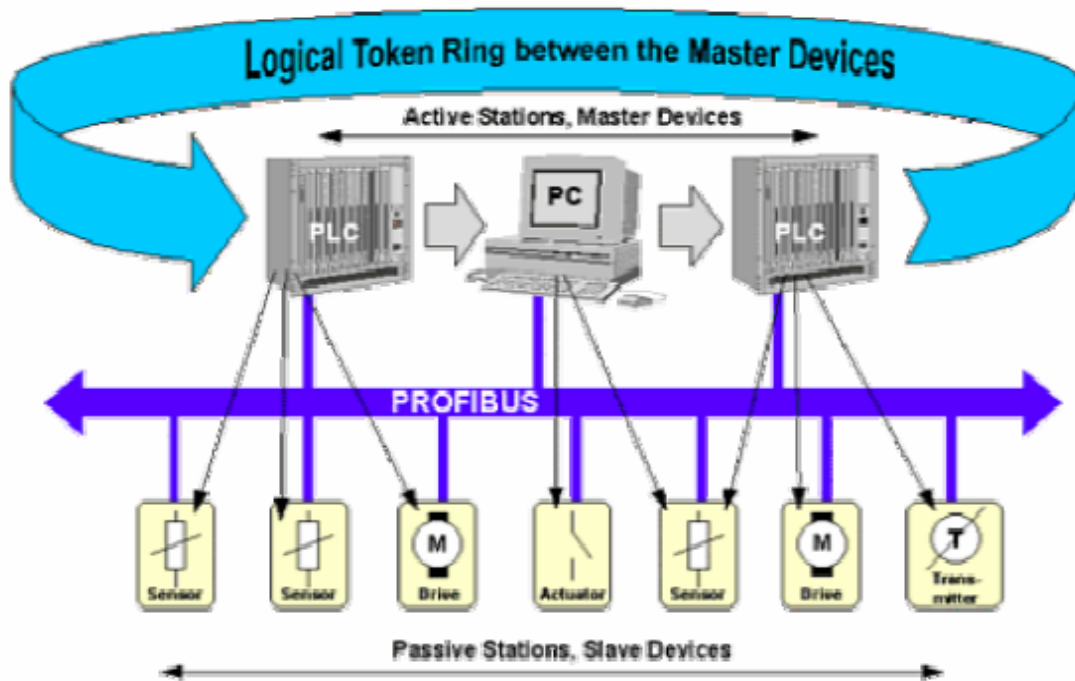 Logical Token Ring between the Master Devices
Active Stations, Master Devices
PLC
PC
PLC
PROFIBUS
M
M
T
Sensor
Sensor
Drive
Actuator
Sensor
Drive
Trans-
mitter
Passive Stations, Slave Devices